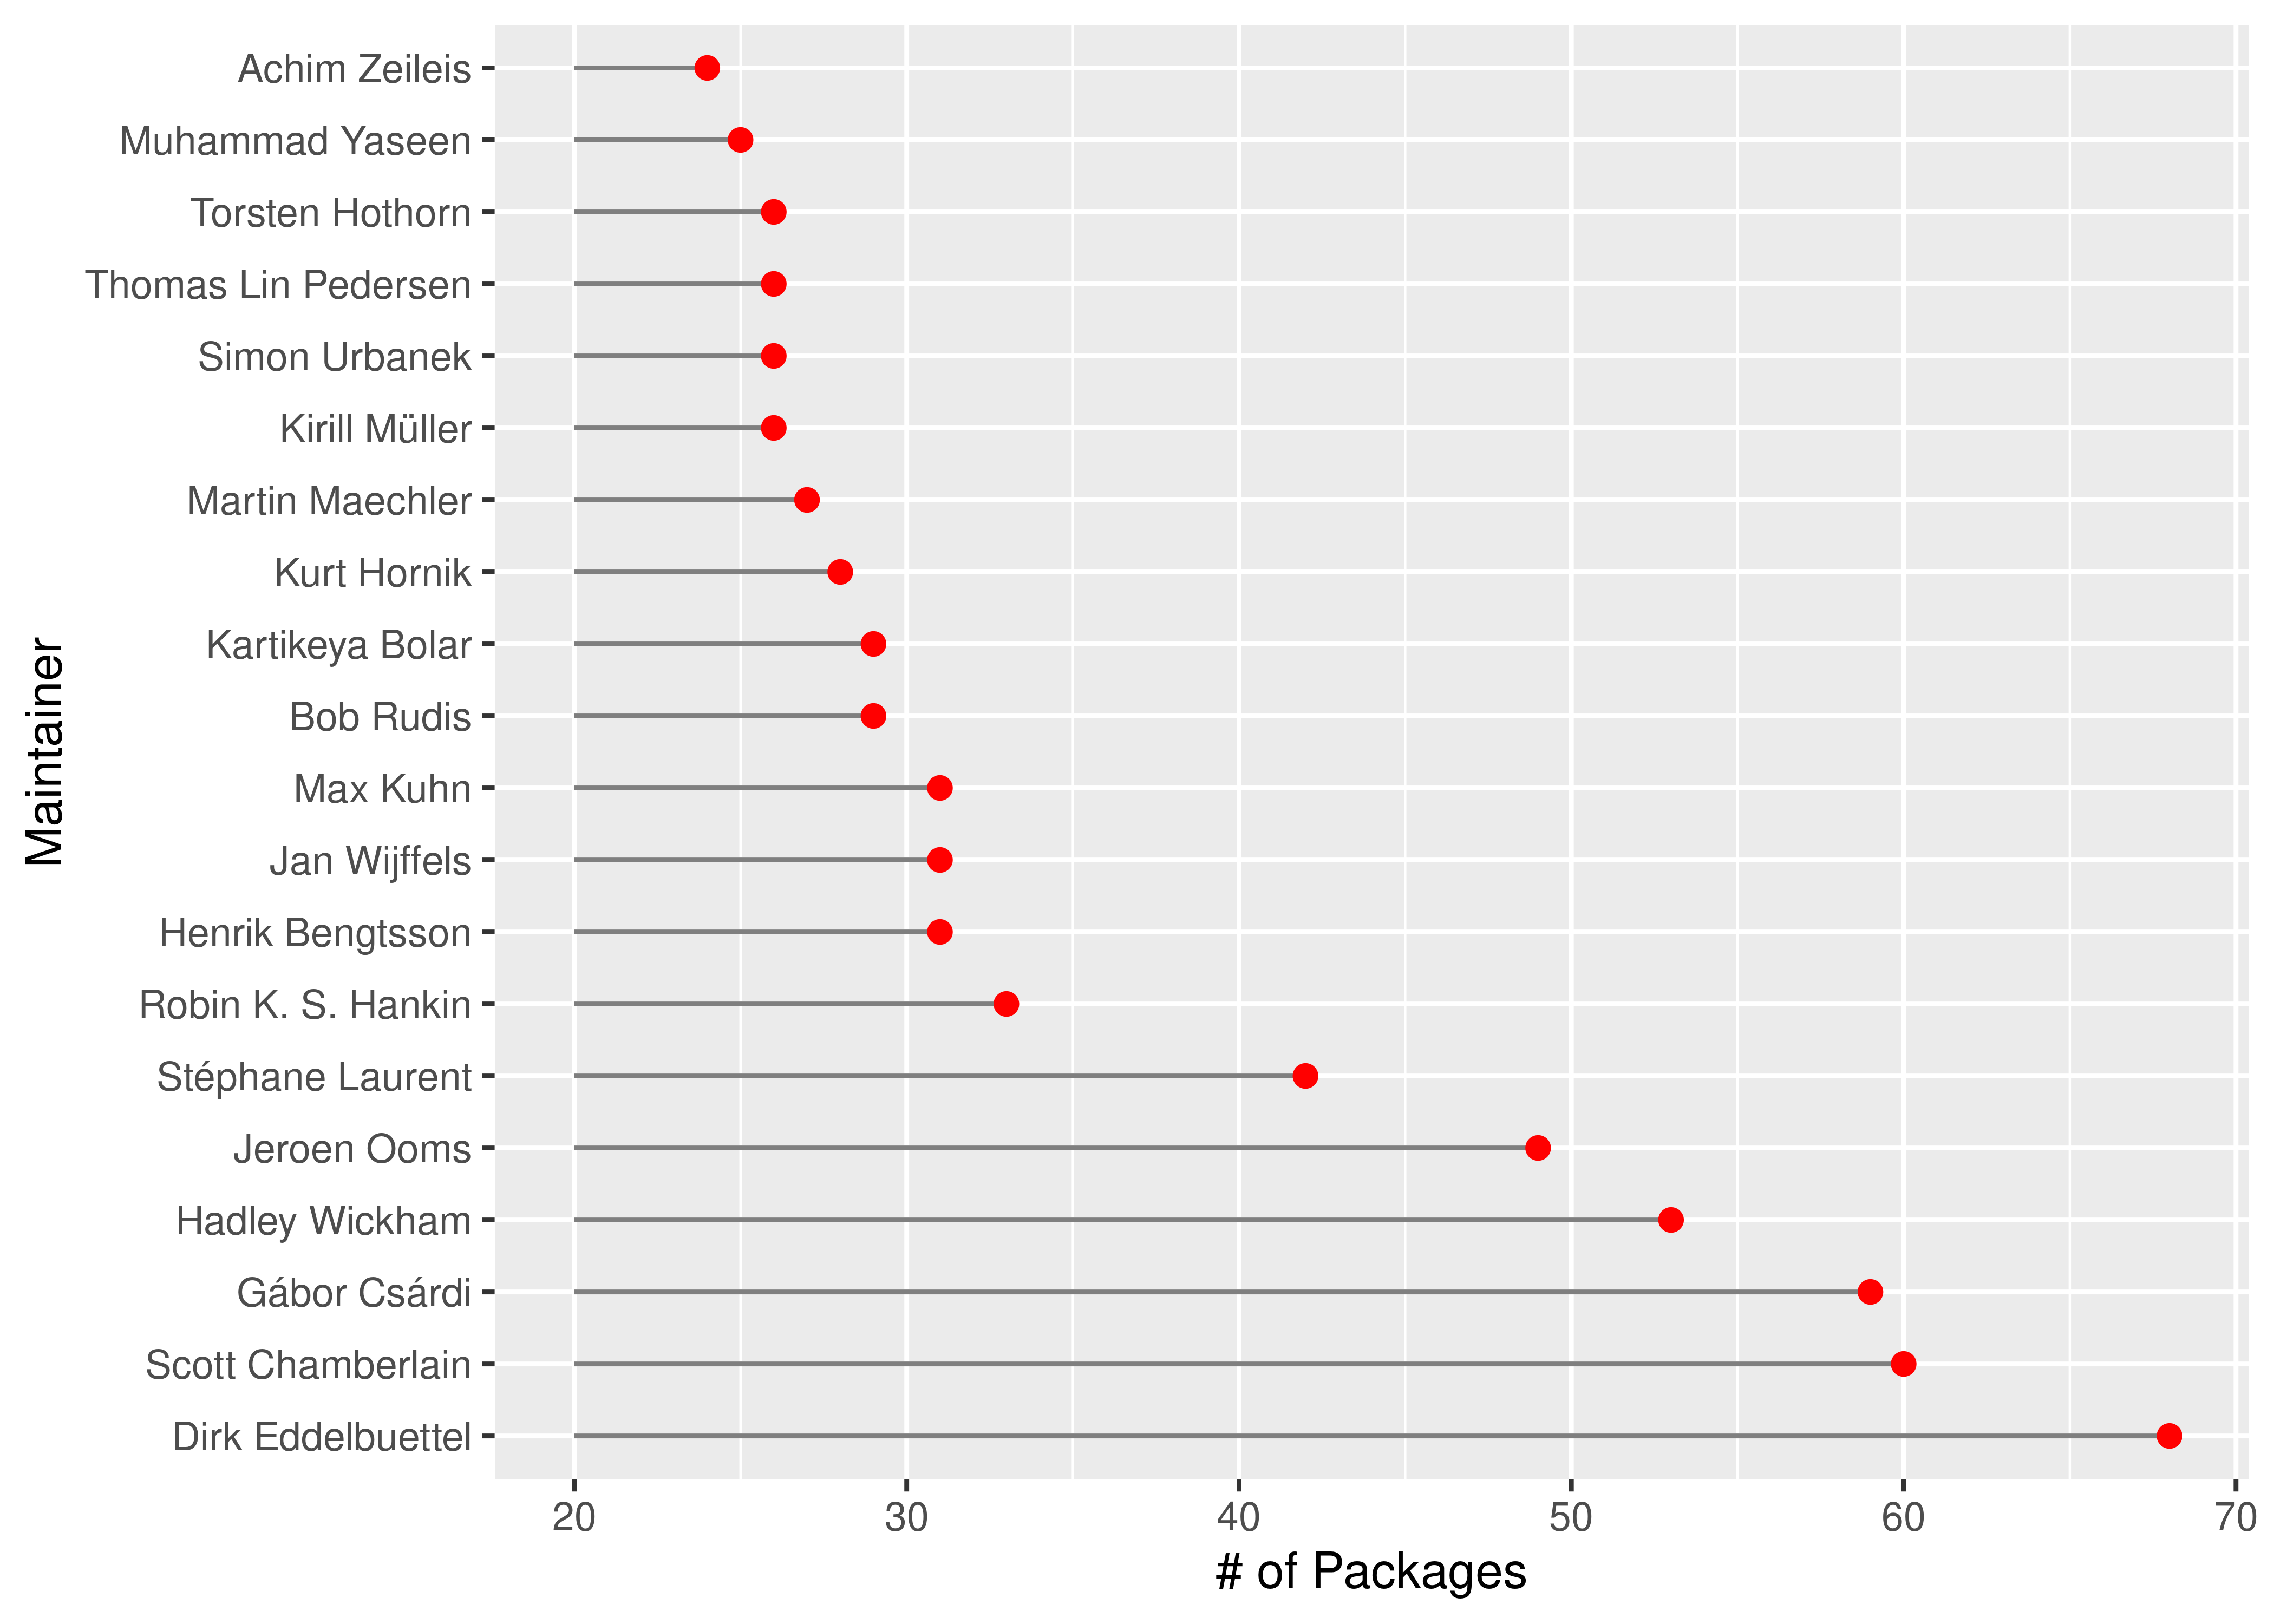 Achim Zeileis
Muhammad Yaseen
Torsten Hothorn
Thomas Lin Pedersen
Simon Urbanek
Kirill Müller
Martin Maechler
Kurt Hornik
Kartikeya Bolar
Bob Rudis
Max Kuhn
Jan Wijffels
Henrik Bengtsson
Robin K. S. Hankin
Stéphane Laurent
Jeroen Ooms
Hadley Wickham
Gábor Csárdi
Scott Chamberlain
Dirk Eddelbuettel
Maintainer
20 30 40 50 60 70
# of Packages